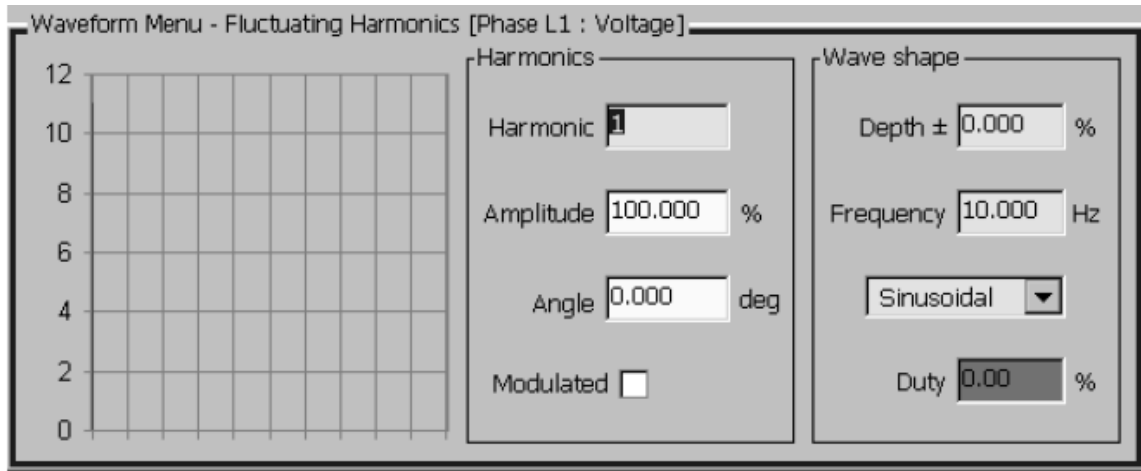 Waveform Menu - Fluctuating Harmonics [Phase L1 : Voltage]
12
10
8
6
4
2
0
Harmonics
Harmonic 1
Amplitude 100.000 %
Angle 0.000 deg
Modulated
Wave shape
Depth ± 0.000 %
Frequency 10.000 Hz
Sinusoidal
Duty 0.00 %